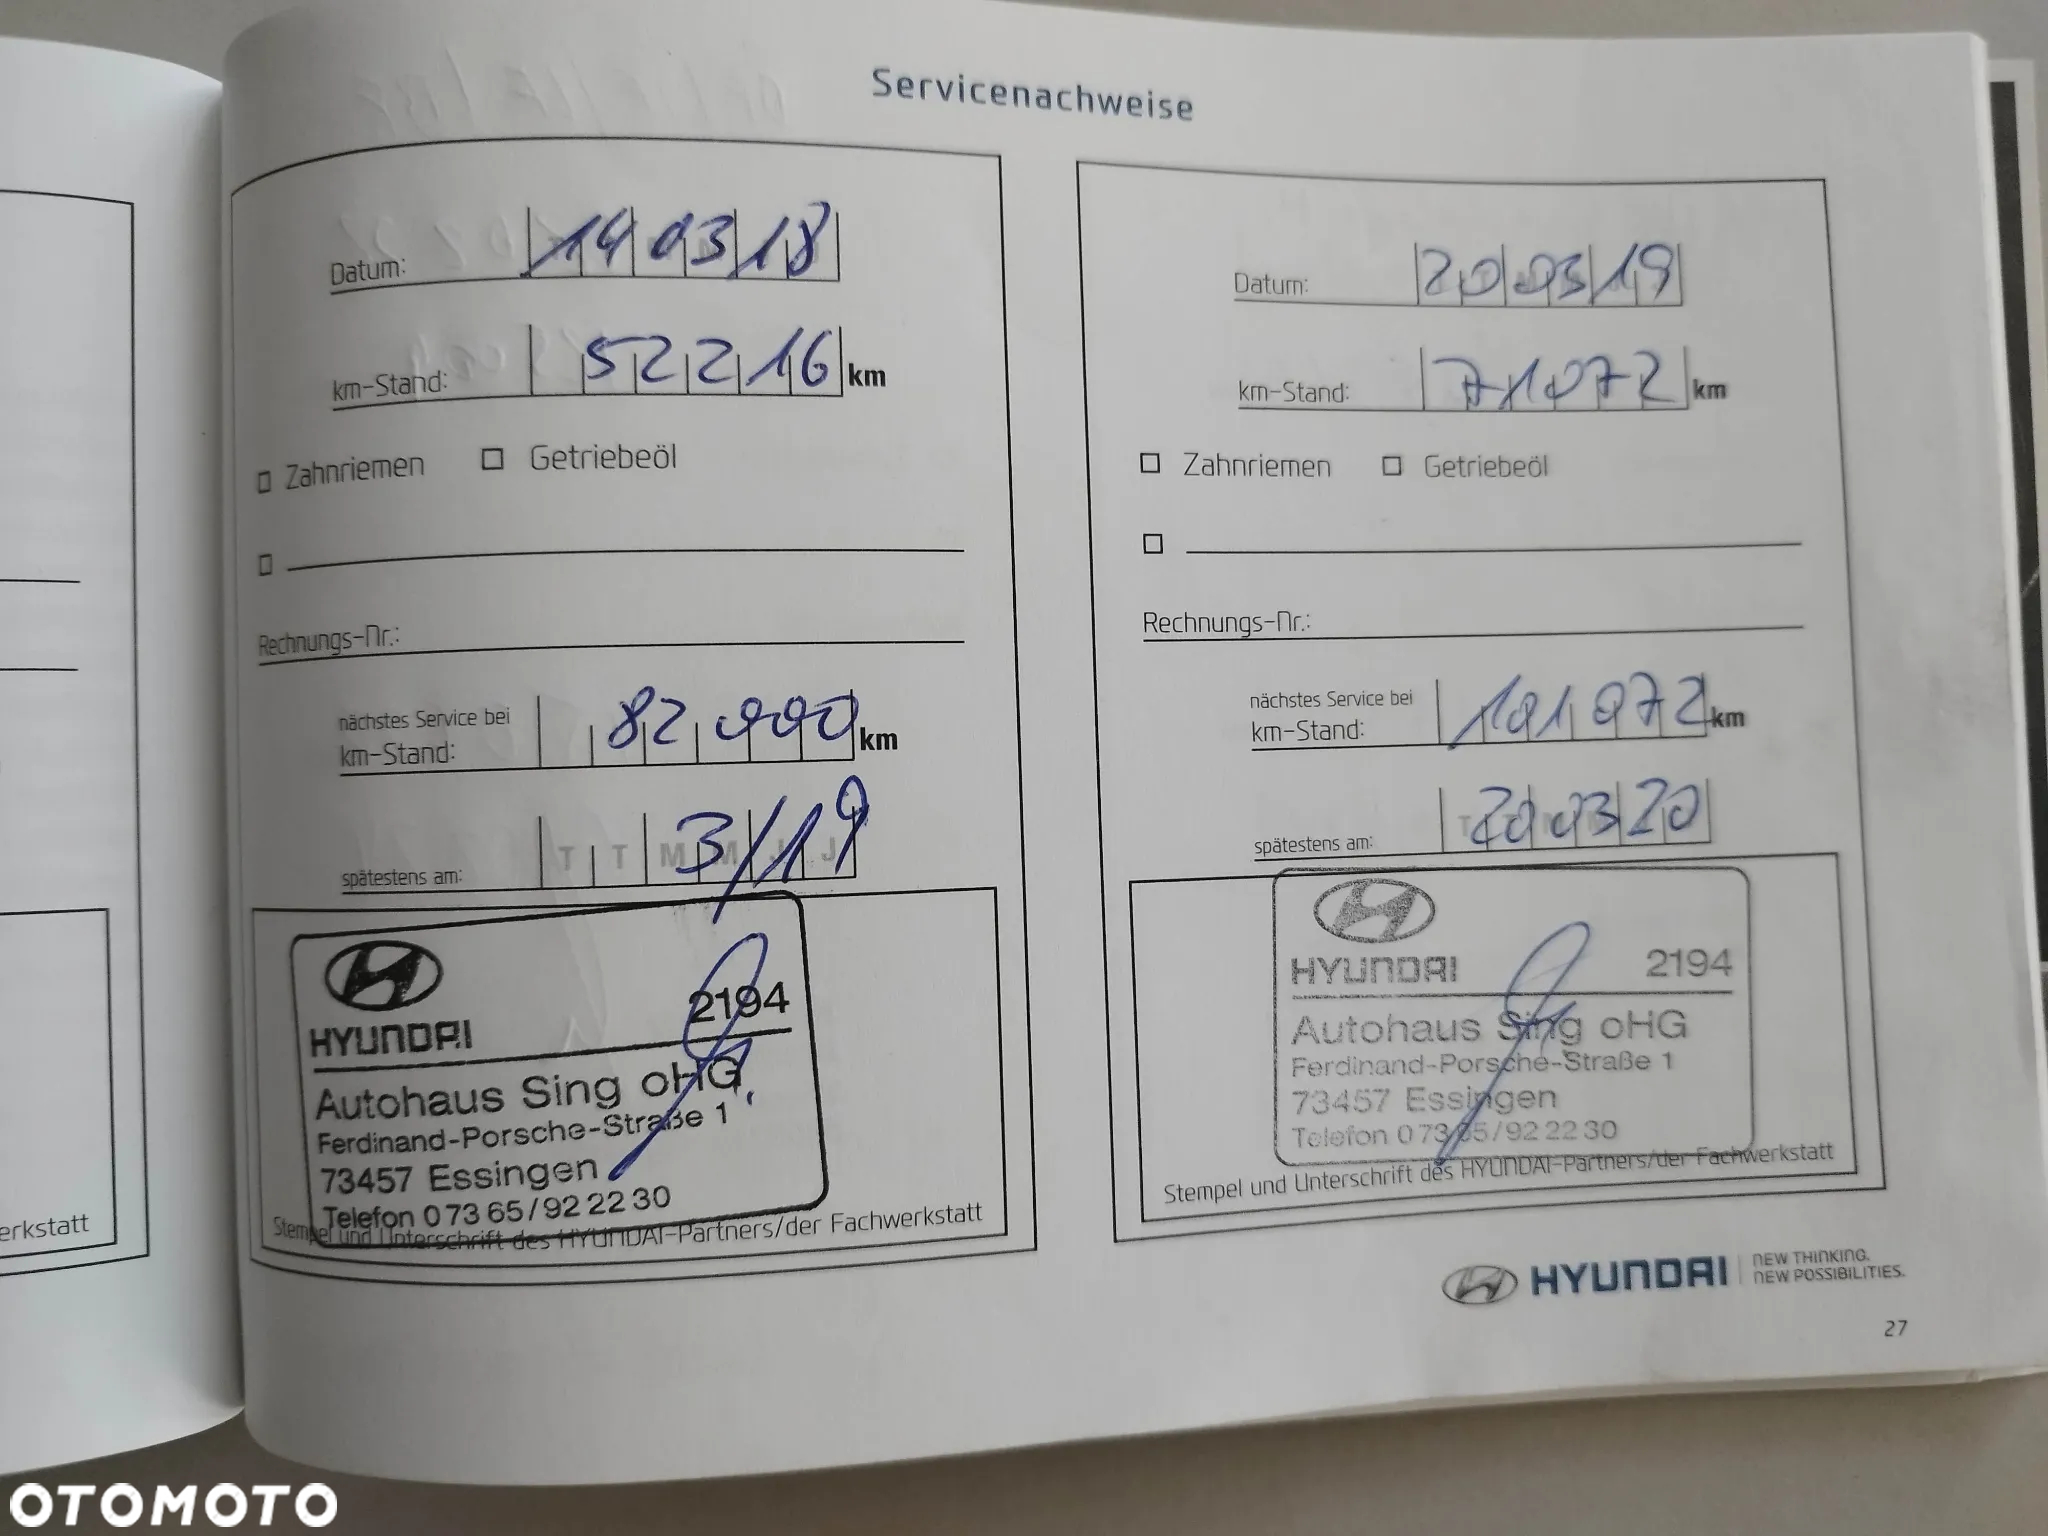 Servicenachweise
Datum: 14 03 18
km-Stand: 52216 km
Zahnriemen Getriebeöl
Rechnungs-Nr.:
nächstes Service bei
km-Stand: 82000 km
spätestens am: TTMMJJ 3/19
HYUNDAI 2194
Autohaus Sing oHG
Ferdinand-Porsche-Straße 1
73457 Essingen
Telefon 0 73 65/92 22 30
Stempel und Unterschrift des HYUNDAI-Partners/der Fachwerkstatt
Datum: 20 03 19
km-Stand: 71072 km
Zahnriemen Getriebeöl
Rechnungs-Nr.:
nächstes Service bei
km-Stand: 101072 km
spätestens am: 20 03 20
HYUNDAI 2194
Autohaus Sing oHG
Ferdinand-Porsche-Straße 1
73457 Essingen
Telefon 0 73 65/92 22 30
Stempel und Unterschrift des HYUNDAI-Partners/der Fachwerkstatt
erkstatt
HYUNDAI NEW THINKING.
NEW POSSIBILITIES.
27
OTOMOTO